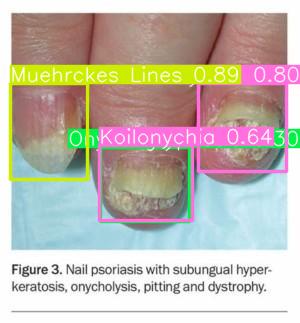 Muehrckes Lines 0.89 0.80
On Koilonychia 0.64 30
Figure 3. Nail psoriasis with subungual hyper-
keratosis, onycholysis, pitting and dystrophy.